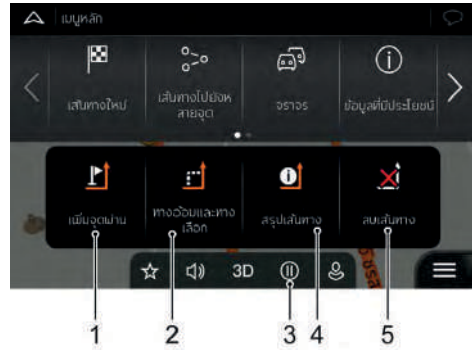 เมนูหลัก
เส้นทางใหม่
เส้นทางไปยังห
ลายจุด
จราจร
ข้อมูลที่มีประโยชน์
เพิ่มจุดผ่าน
ทางอ้อมและทาง
เลือก
สรุปเส้นทาง
ลบเส้นทาง
3D
1
2
3
4
5